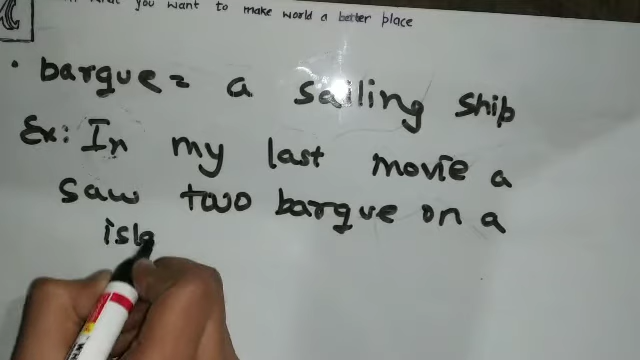 you want to make world a better place
• barque = a sailing ship
Ex: In my last movie a
saw two barque on a
isla